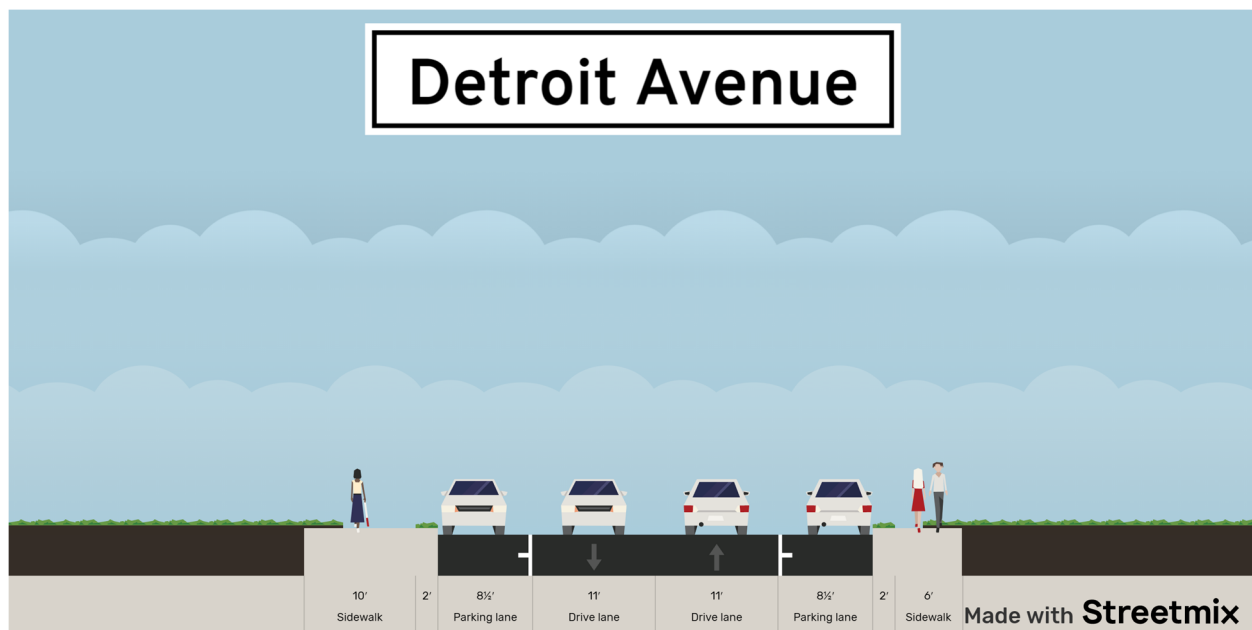 Detroit Avenue
10' 2' 8½' 11' 11' 8½' 2' 6'
Sidewalk Parking lane Drive lane Drive lane Parking lane Sidewalk
Made with Streetmix